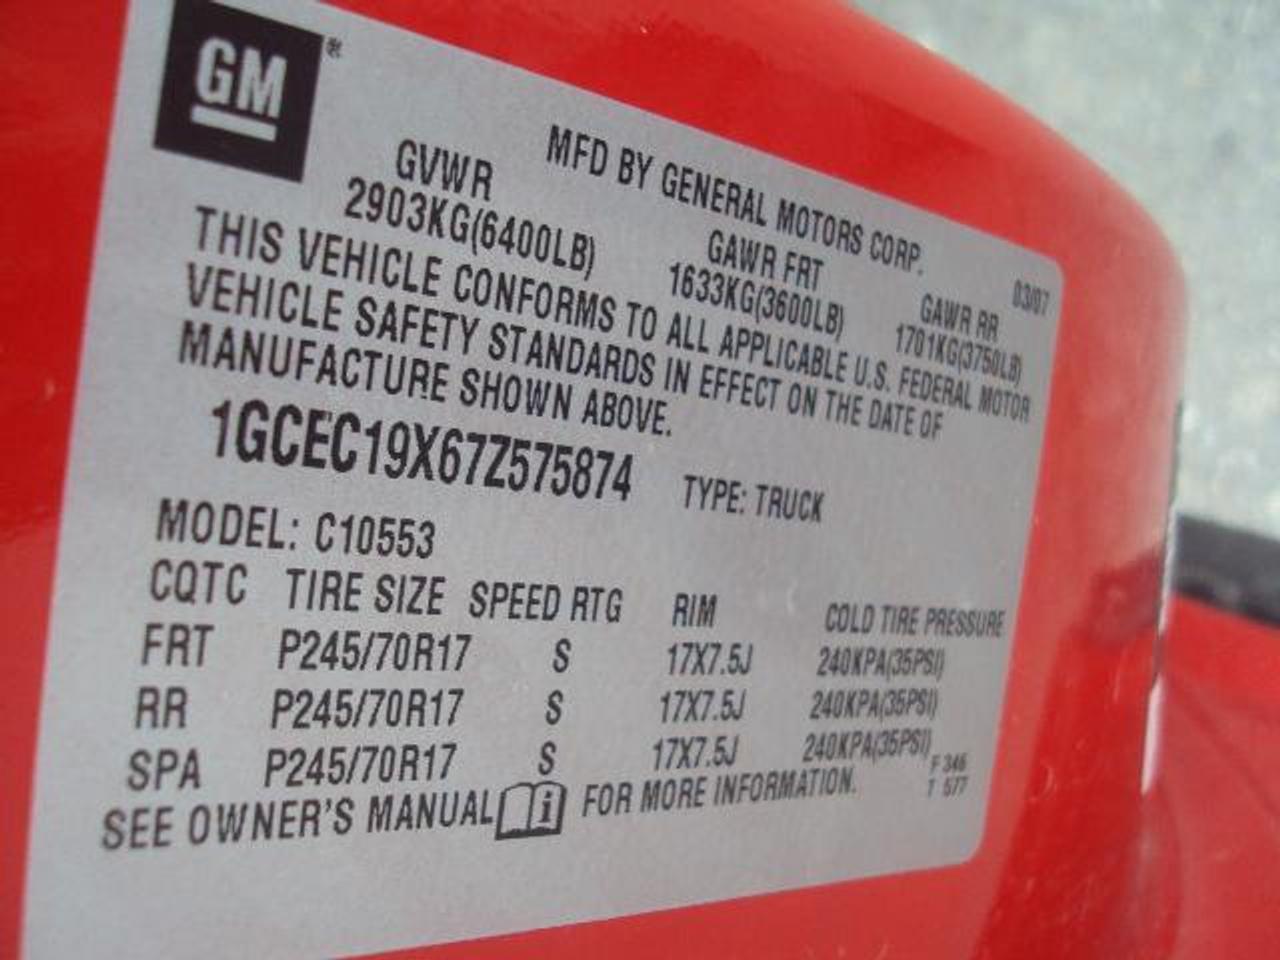 GM®
MFD BY GENERAL MOTORS CORP.
03/07
GVWR GAWR FRT GAWR RR
2903KG(6400LB) 1633KG(3600LB) 1701KG(3750LB)
THIS VEHICLE CONFORMS TO ALL APPLICABLE U.S. FEDERAL MOTOR
VEHICLE SAFETY STANDARDS IN EFFECT ON THE DATE OF
MANUFACTURE SHOWN ABOVE.
1GCEC19X67Z575874 TYPE: TRUCK
MODEL: C10553
CQTC TIRE SIZE SPEED RTG RIM COLD TIRE PRESSURE
FRT P245/70R17 S 17X7.5J 240KPA(35PSI)
RR P245/70R17 S 17X7.5J 240KPA(35PSI)
SPA P245/70R17 S 17X7.5J 240KPA(35PSI)
SEE OWNER'S MANUAL i FOR MORE INFORMATION.
F 346
T 577